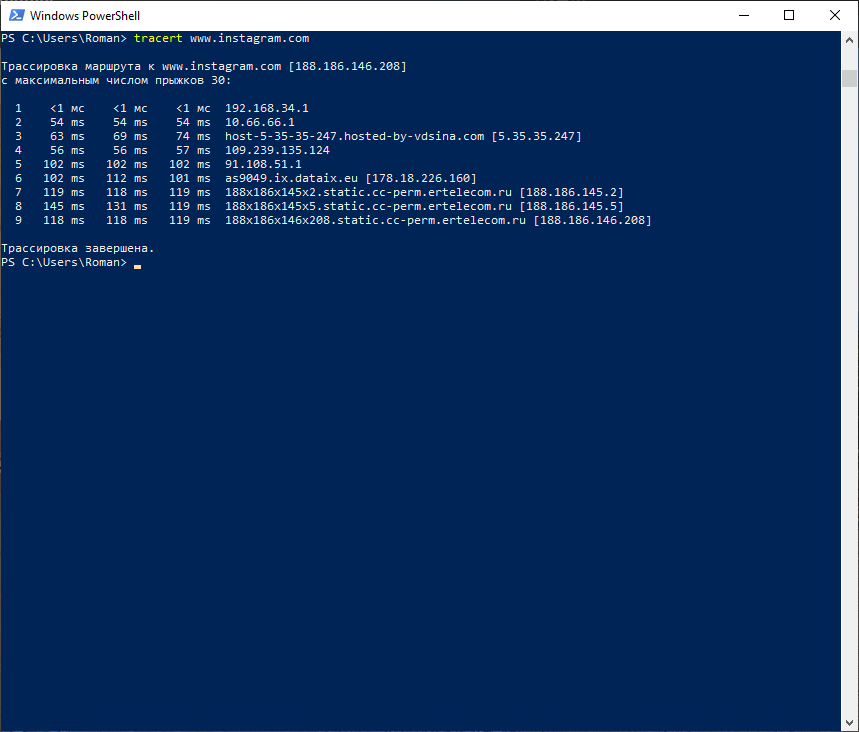 Windows PowerShell
PS C:\Users\Roman> tracert www.instagram.com
Трассировка маршрута к www.instagram.com [188.186.146.208]
с максимальным числом прыжков 30:
1 <1 мс <1 мс <1 мс 192.168.34.1
2 54 ms 54 ms 54 ms 10.66.66.1
3 63 ms 69 ms 74 ms host-5-35-35-247.hosted-by-vdsina.com [5.35.35.247]
4 56 ms 56 ms 57 ms 109.239.135.124
5 102 ms 102 ms 102 ms 91.108.51.1
6 102 ms 112 ms 101 ms as9049.ix.dataix.eu [178.18.226.160]
7 119 ms 118 ms 119 ms 188x186x145x2.static.cc-perm.ertelecom.ru [188.186.145.2]
8 145 ms 131 ms 119 ms 188x186x145x5.static.cc-perm.ertelecom.ru [188.186.145.5]
9 118 ms 118 ms 119 ms 188x186x146x208.static.cc-perm.ertelecom.ru [188.186.146.208]
Трассировка завершена.
PS C:\Users\Roman>